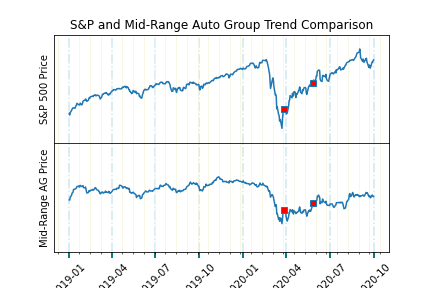 S&P and Mid-Range Auto Group Trend Comparison
S&P 500 Price
Mid-Range AG Price
2019-04
2019-07
2019-10
2020-01
2020-04
2020-07
2020-10